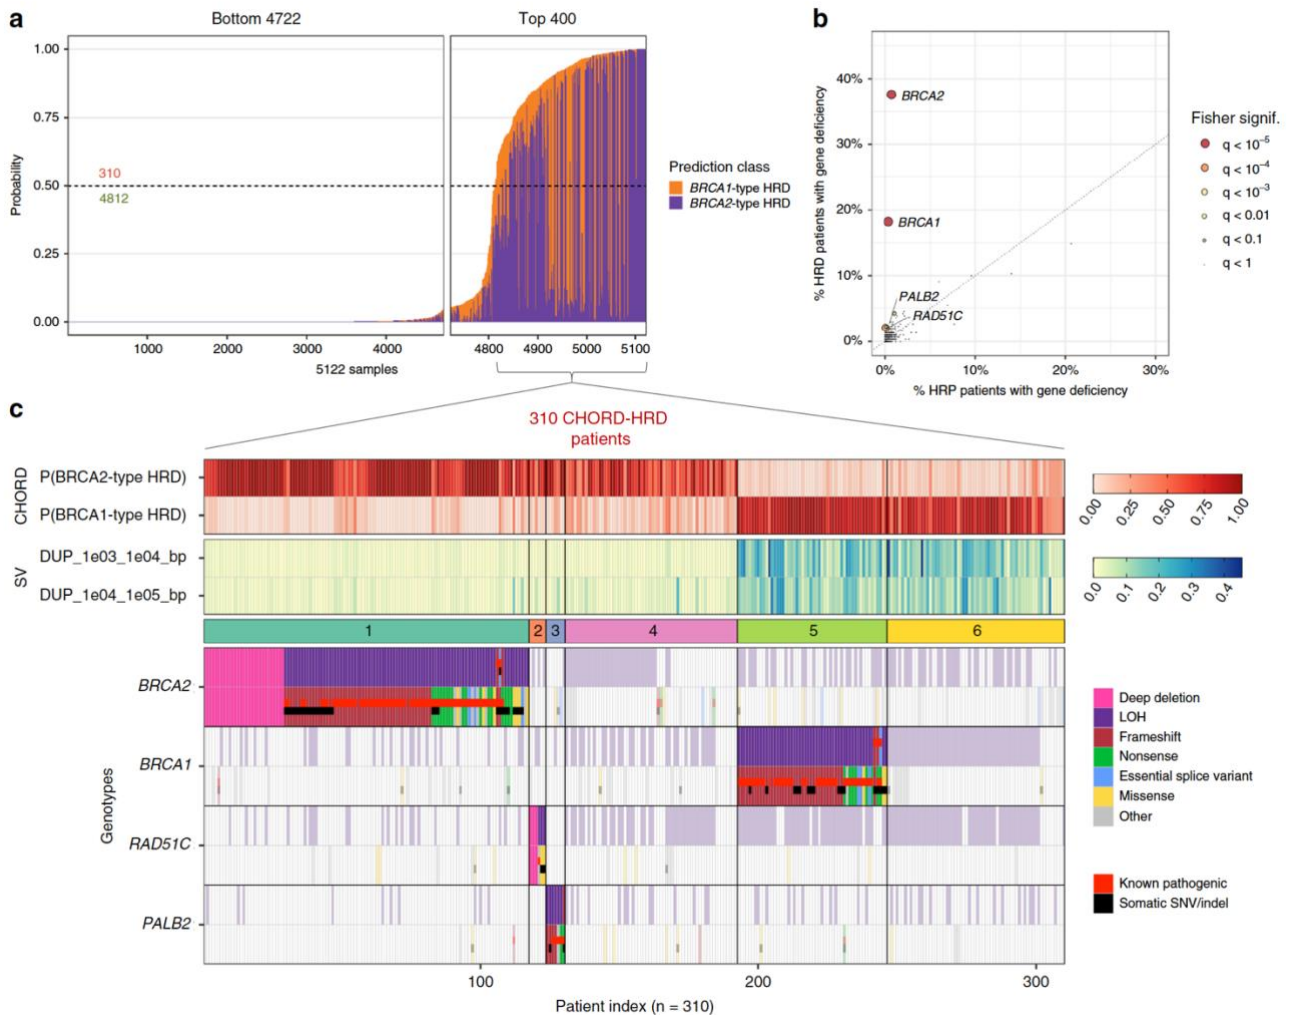 a
Bottom 4722
Top 400
1.00
0.75
0.50
0.25
0.00
Probability
310
4812
1000
2000
3000
4000
4800
4900
5000
5100
5122 samples
Prediction class
BRCA1-type HRD
BRCA2-type HRD
b
40%
30%
20%
10%
0%
% HRD patients with gene deficiency
BRCA2
BRCA1
PALB2
RAD51C
0%
10%
20%
30%
% HRP patients with gene deficiency
Fisher signif.
q < 10⁻⁵
q < 10⁻⁴
q < 10⁻³
q < 0.01
q < 0.1
q < 1
c
310 CHORD-HRD
patients
CHORD
P(BRCA2-type HRD)
P(BRCA1-type HRD)
0.00
0.25
0.50
0.75
1.00
SV
DUP_1e03_1e04_bp
DUP_1e04_1e05_bp
0.0
0.1
0.2
0.3
0.4
1
2
3
4
5
6
Genotypes
BRCA2
BRCA1
RAD51C
PALB2
Deep deletion
LOH
Frameshift
Nonsense
Essential splice variant
Missense
Other
Known pathogenic
Somatic SNV/indel
100
200
300
Patient index (n = 310)